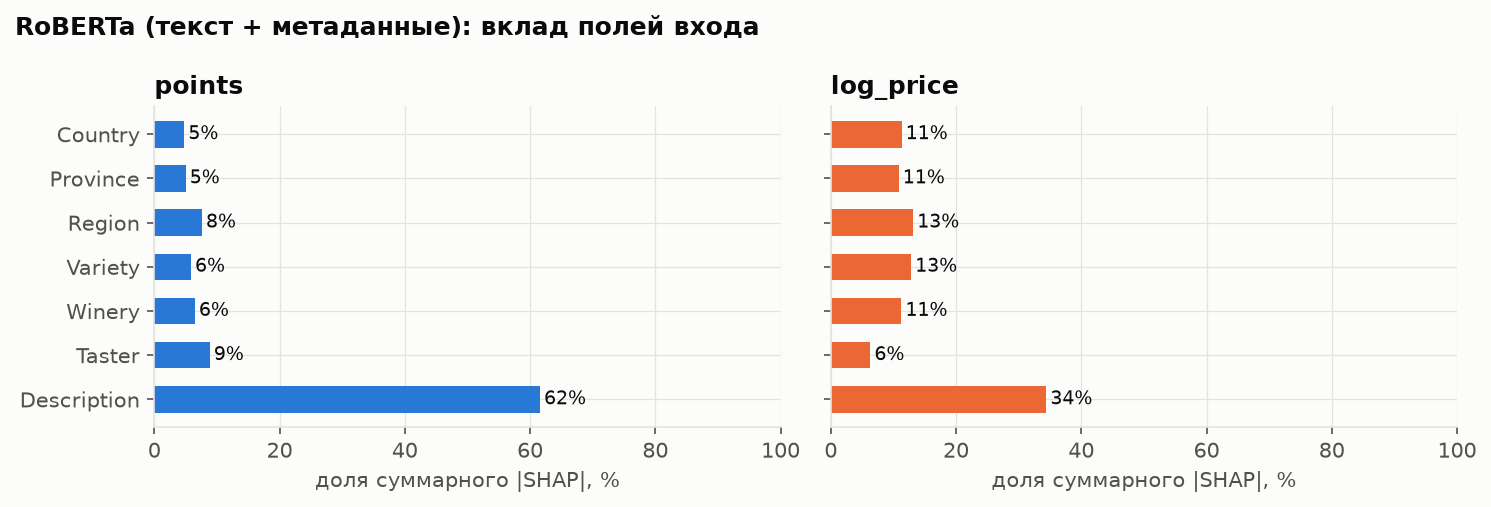 RoBERTa (текст + метаданные): вклад полей входа
points
Country 5%
Province 5%
Region 8%
Variety 6%
Winery 6%
Taster 9%
Description 62%
0 20 40 60 80 100
доля суммарного |SHAP|, %
log_price
11%
11%
13%
13%
11%
6%
34%
0 20 40 60 80 100
доля суммарного |SHAP|, %